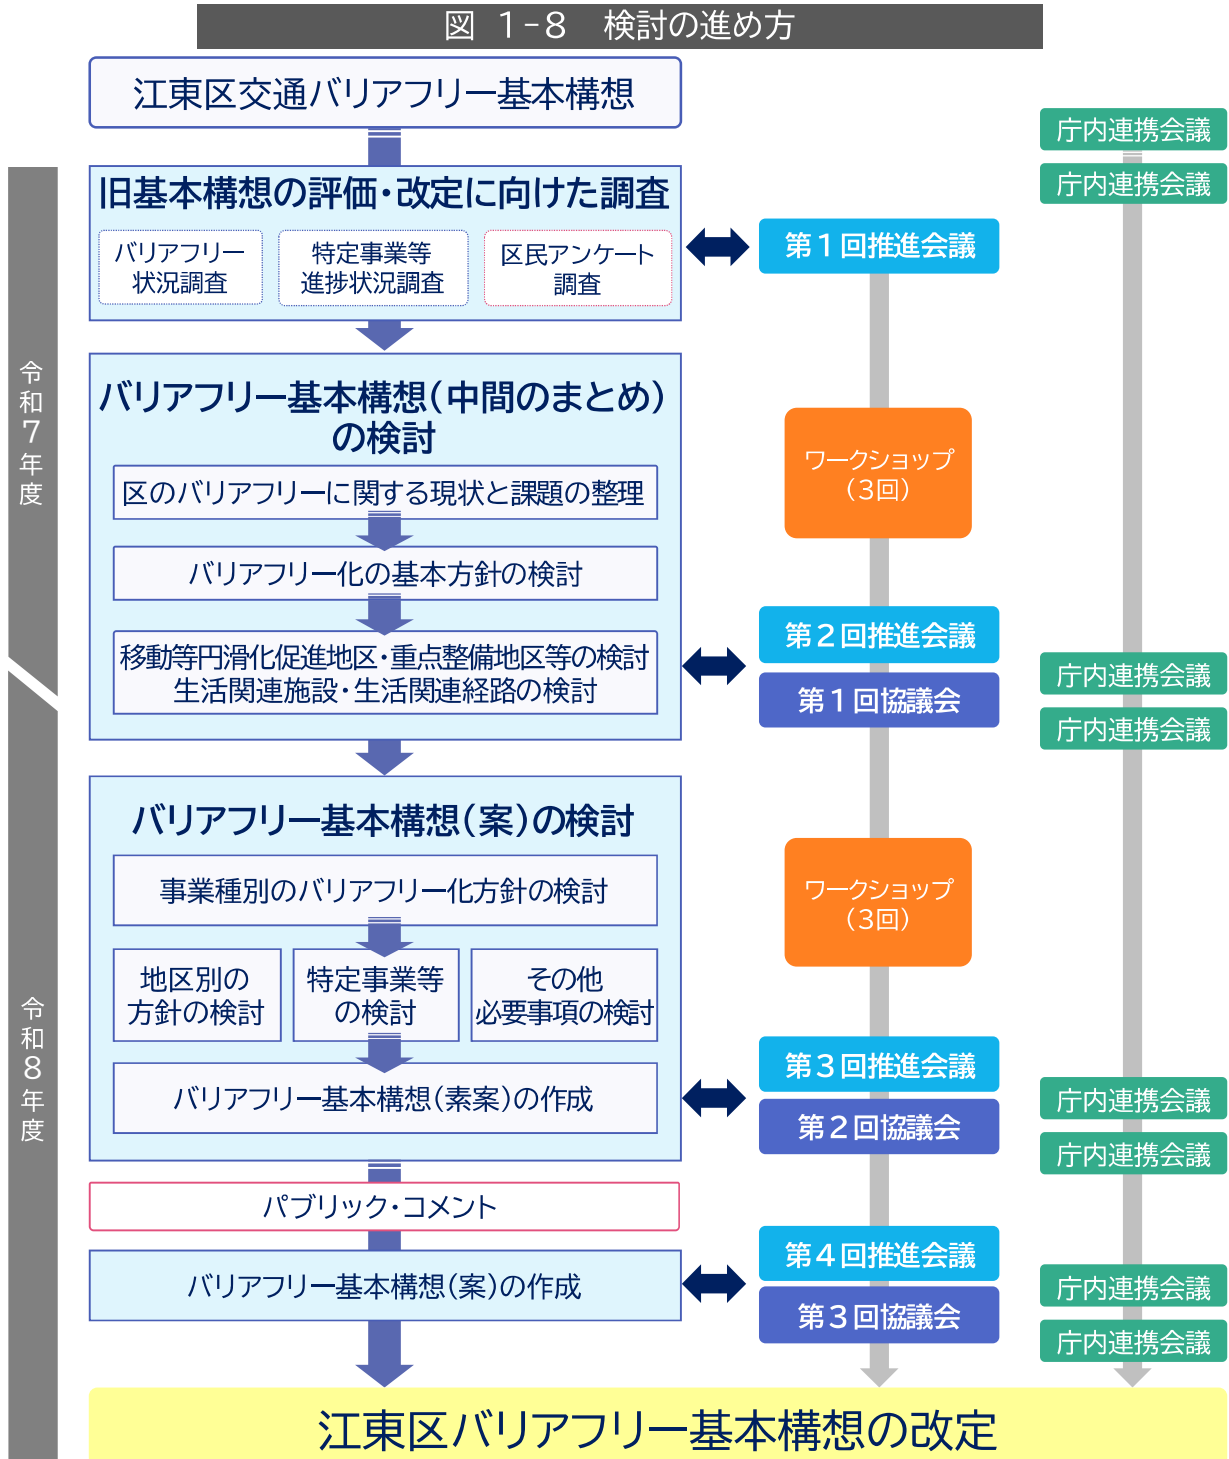 図 1-8 検討の進め方
江東区交通バリアフリー基本構想
令和7年度
旧基本構想の評価・改定に向けた調査
バリアフリー
状況調査
特定事業等
進捗状況調査
区民アンケート
調査
バリアフリー基本構想(中間のまとめ)
の検討
区のバリアフリーに関する現状と課題の整理
バリアフリー化の基本方針の検討
移動等円滑化促進地区・重点整備地区等の検討
生活関連施設・生活関連経路の検討
令和8年度
バリアフリー基本構想(案)の検討
事業種別のバリアフリー化方針の検討
地区別の
方針の検討
特定事業等
の検討
その他
必要事項の検討
バリアフリー基本構想(素案)の作成
パブリック・コメント
バリアフリー基本構想(案)の作成
第1回推進会議
ワークショップ
(3回)
第2回推進会議
第1回協議会
ワークショップ
(3回)
第3回推進会議
第2回協議会
第4回推進会議
第3回協議会
庁内連携会議
庁内連携会議
庁内連携会議
庁内連携会議
庁内連携会議
庁内連携会議
庁内連携会議
庁内連携会議
江東区バリアフリー基本構想の改定